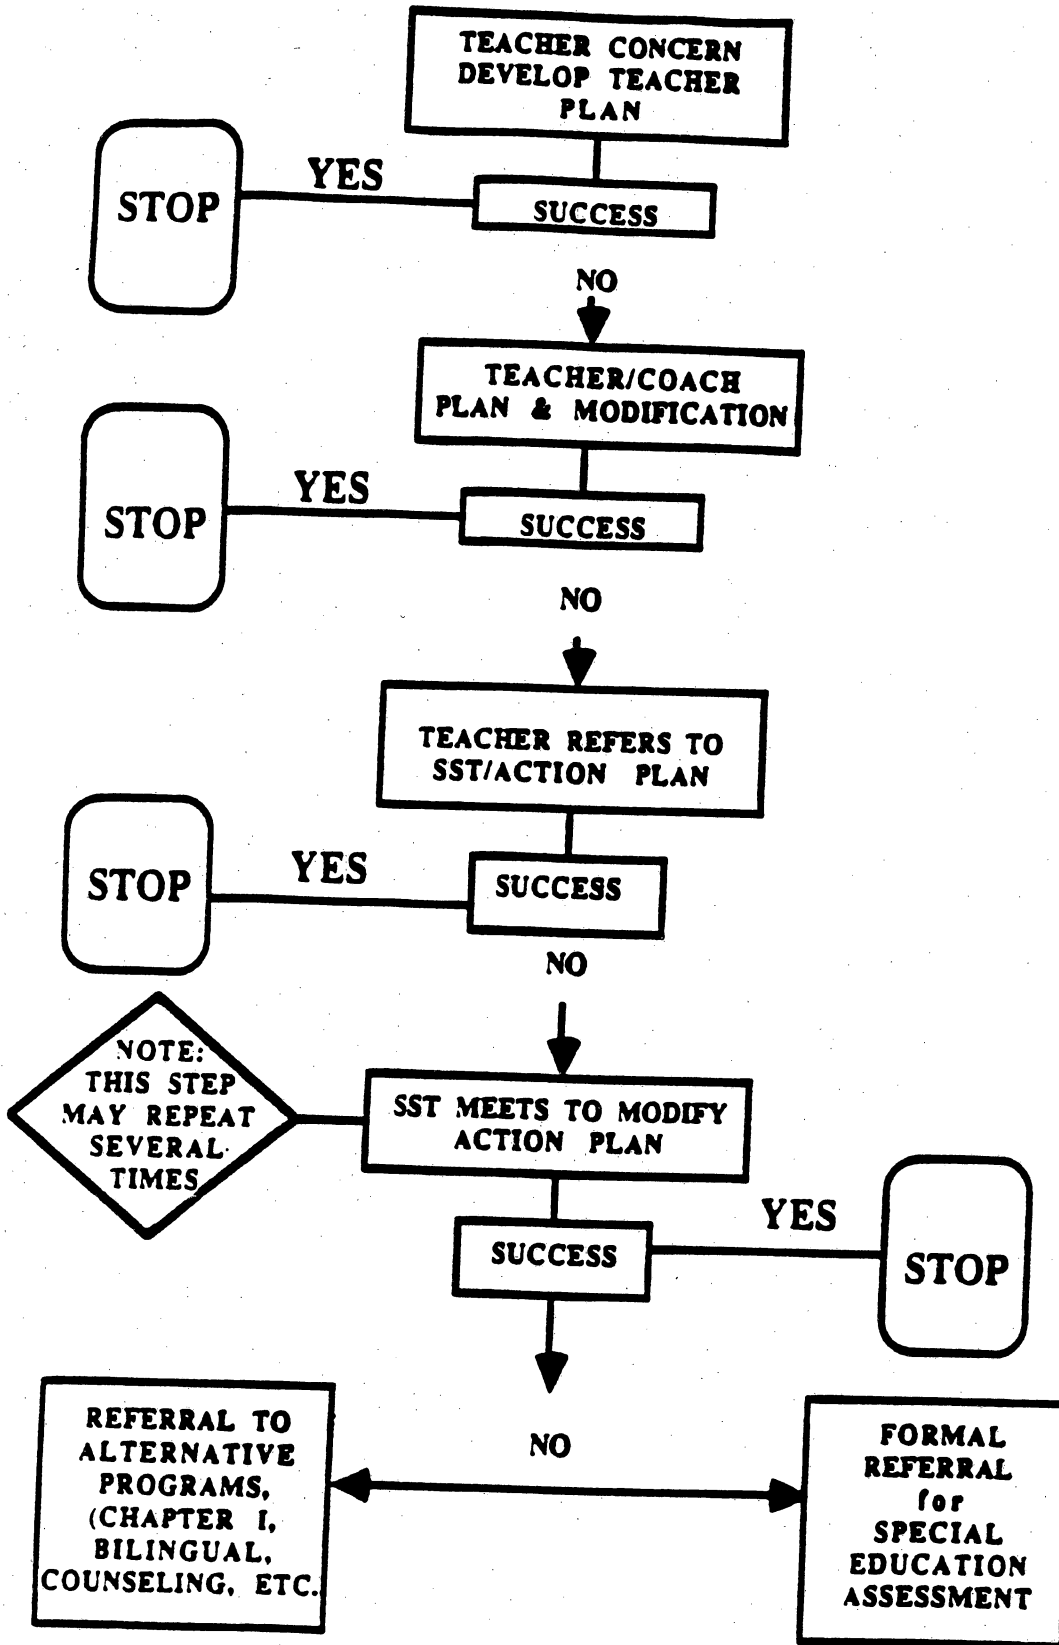 TEACHER CONCERN
DEVELOP TEACHER
PLAN
YES
STOP
SUCCESS
NO
TEACHER/COACH
PLAN & MODIFICATION
YES
STOP
SUCCESS
NO
TEACHER REFERS TO
SST/ACTION PLAN
YES
STOP
SUCCESS
NO
NOTE:
THIS STEP
MAY REPEAT
SEVERAL
TIMES
SST MEETS TO MODIFY
ACTION PLAN
YES
SUCCESS
STOP
REFERRAL TO
ALTERNATIVE
PROGRAMS,
(CHAPTER I,
BILINGUAL,
COUNSELING, ETC.
NO
FORMAL
REFERRAL
for
SPECIAL
EDUCATION
ASSESSMENT